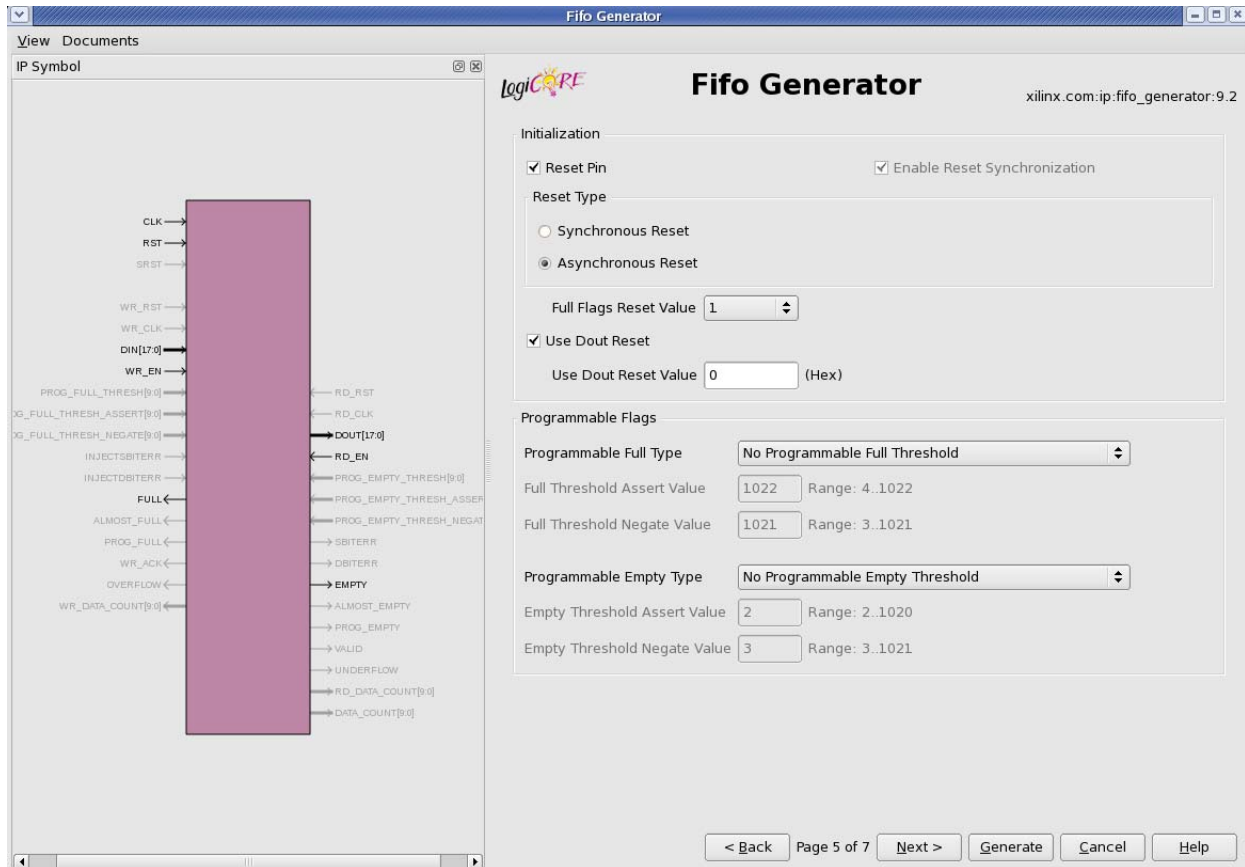 Fifo Generator
View Documents
IP Symbol
CLK
RST
SRST
WR_RST
WR_CLK
DIN[17:0]
WR_EN
PROG_FULL_THRESH[9:0]
RD_RST
OG_FULL_THRESH_ASSERT[9:0]
RD_CLK
OG_FULL_THRESH_NEGATE[9:0]
DOUT[17:0]
INJECTSBITERR
RD_EN
INJECTDBITERR
PROG_EMPTY_THRESH[9:0]
FULL
PROG_EMPTY_THRESH_ASSER
ALMOST_FULL
PROG_EMPTY_THRESH_NEGAT
PROG_FULL
SBITERR
WR_ACK
DBITERR
OVERFLOW
EMPTY
WR_DATA_COUNT[9:0]
ALMOST_EMPTY
PROG_EMPTY
VALID
UNDERFLOW
RD_DATA_COUNT[9:0]
DATA_COUNT[9:0]
LogiCORE
Fifo Generator
xilinx.com:ip:fifo_generator:9.2
Initialization
Reset Pin
Enable Reset Synchronization
Reset Type
Synchronous Reset
Asynchronous Reset
Full Flags Reset Value 1
Use Dout Reset
Use Dout Reset Value 0 (Hex)
Programmable Flags
Programmable Full Type No Programmable Full Threshold
Full Threshold Assert Value 1022 Range: 4..1022
Full Threshold Negate Value 1021 Range: 3..1021
Programmable Empty Type No Programmable Empty Threshold
Empty Threshold Assert Value 2 Range: 2..1020
Empty Threshold Negate Value 3 Range: 3..1021
< Back Page 5 of 7 Next > Generate Cancel Help